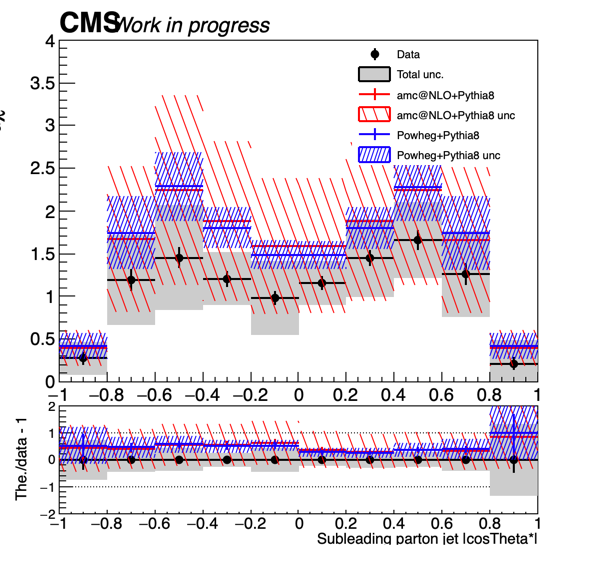 CMS Work in progress
4
3.5
3
2.5
2
1.5
1
0.5
0
Data
Total unc.
amc@NLO+Pythia8
amc@NLO+Pythia8 unc
Powheg+Pythia8
Powheg+Pythia8 unc
−1 −0.8 −0.6 −0.4 −0.2 0 0.2 0.4 0.6 0.8 1
The./data - 1
2
1
0
−1
−2
−1 −0.8 −0.6 −0.4 −0.2 0 0.2 0.4 0.6 0.8 1
Subleading parton jet lcosTheta*l